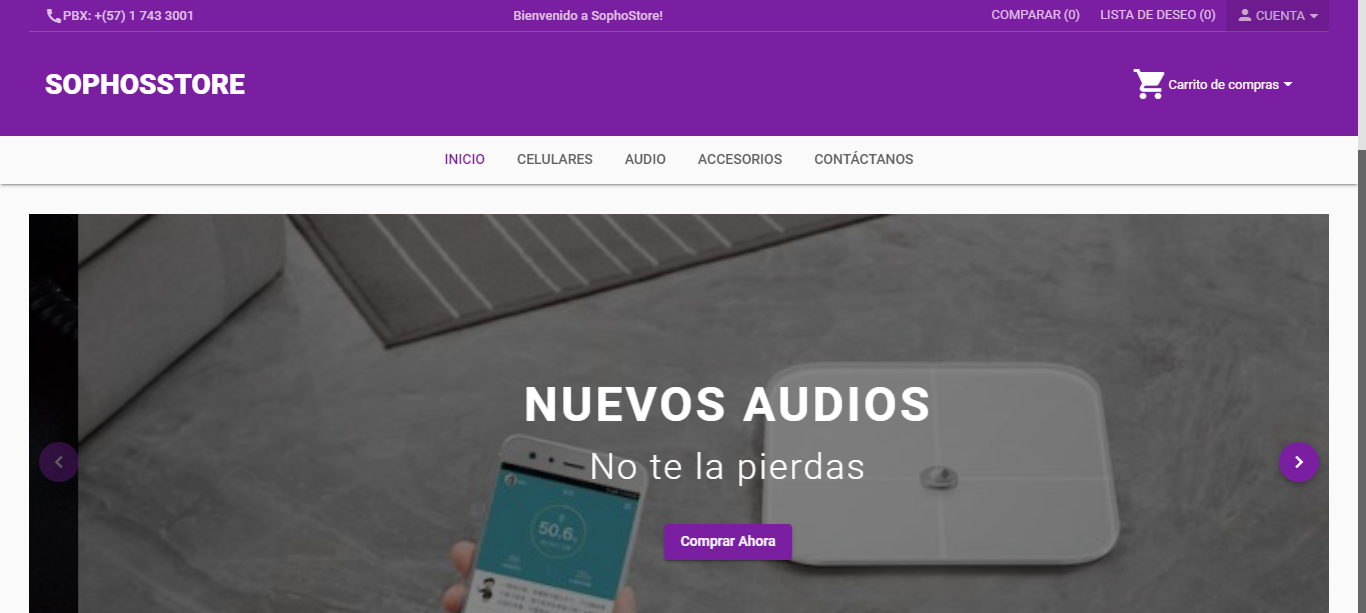 PBX: +(57) 1 743 3001
Bienvenido a SophoStore!
COMPARAR (0)
LISTA DE DESEO (0)
CUENTA
SOPHOSSTORE
Carrito de compras
INICIO
CELULARES
AUDIO
ACCESORIOS
CONTÁCTANOS
NUEVOS AUDIOS
No te la pierdas
50.6
Comprar Ahora